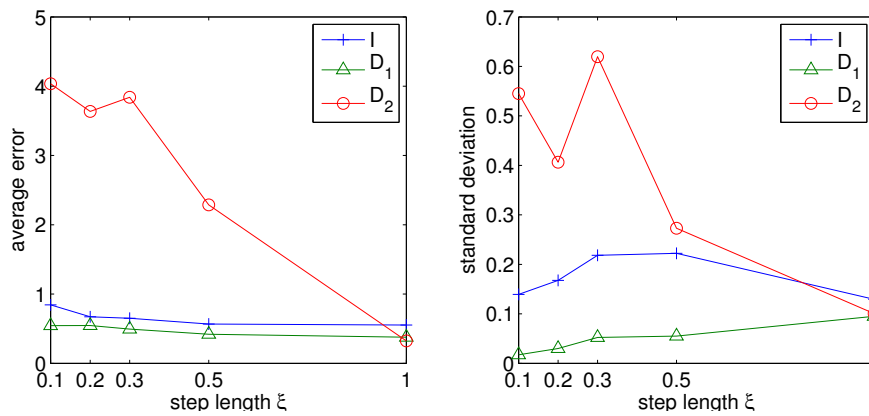 5
4
3
2
1
0
average error
0.1
0.2
0.3
0.5
1
step length ξ
I
D1
D2
0.7
0.6
0.5
0.4
0.3
0.2
0.1
0
standard deviation
0.1
0.2
0.3
0.5
step length ξ
I
D1
D2